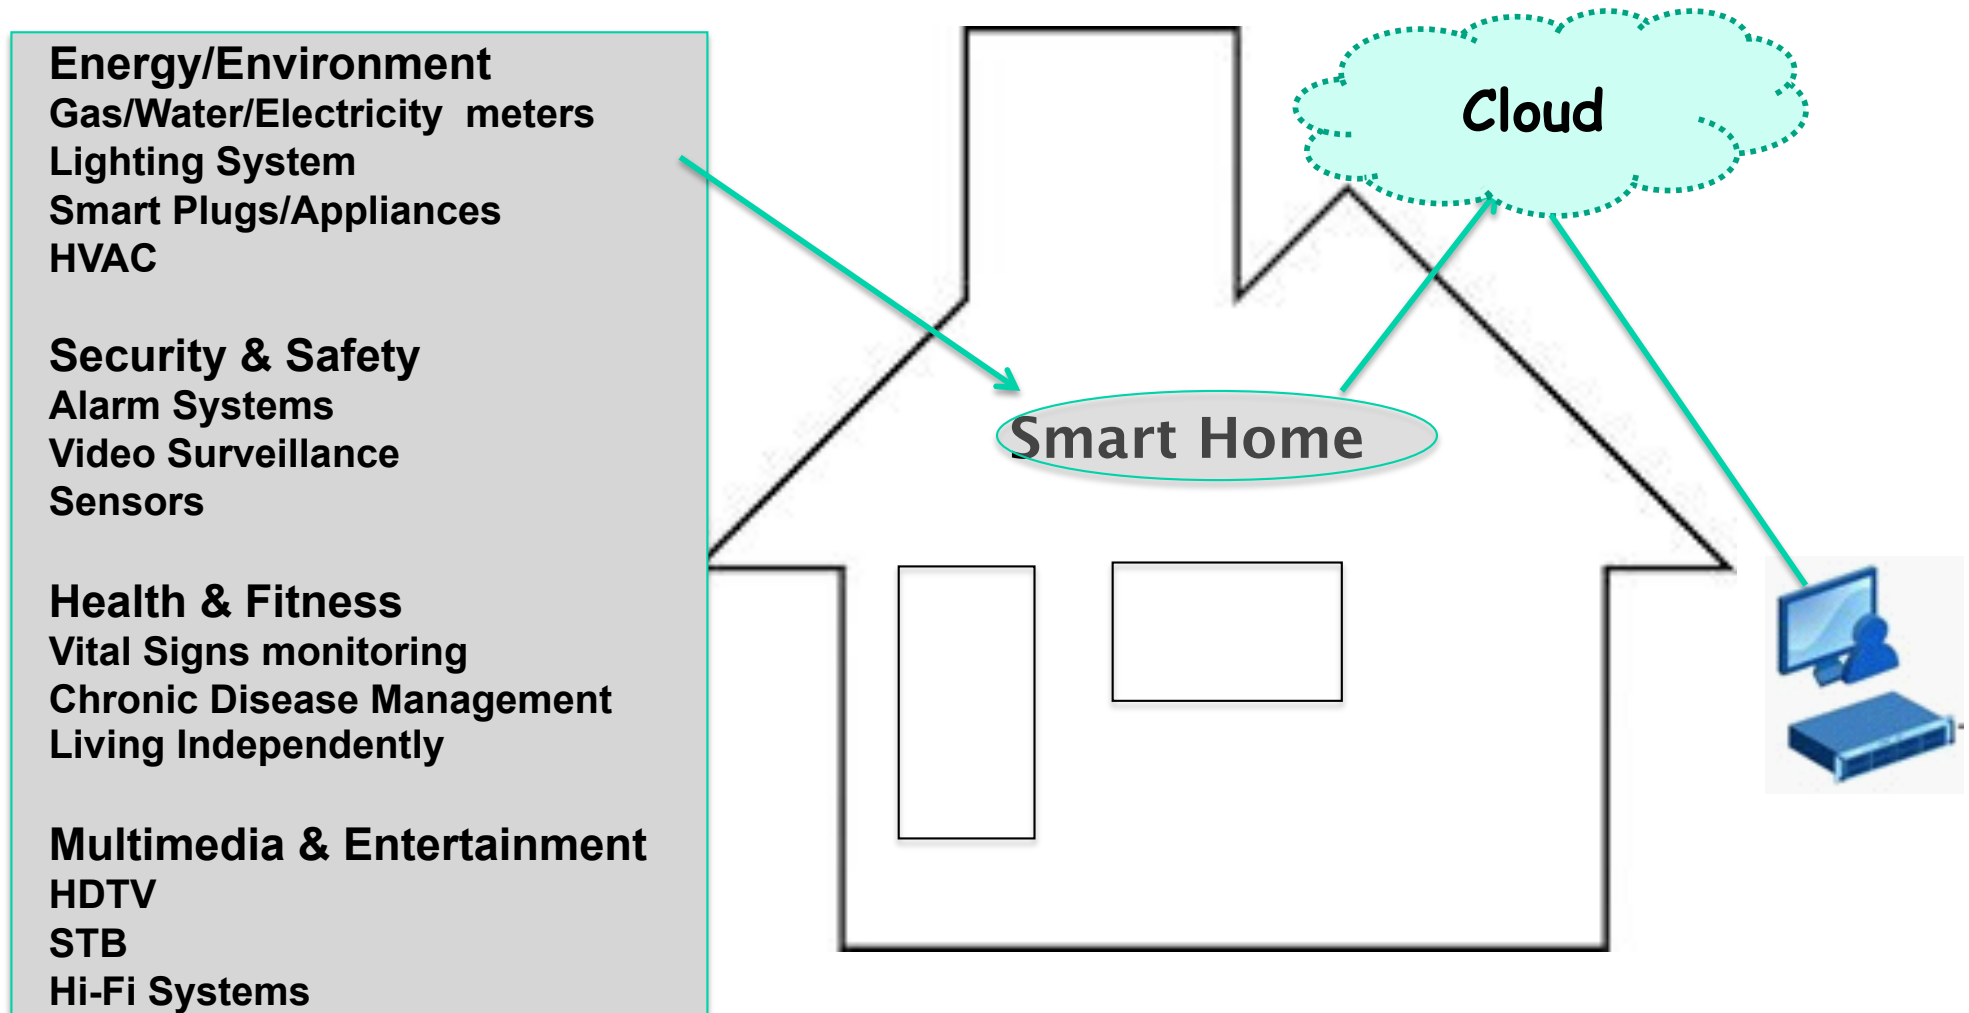 Energy/Environment
Gas/Water/Electricity meters
Lighting System
Smart Plugs/Appliances
HVAC
Security & Safety
Alarm Systems
Video Surveillance
Sensors
Health & Fitness
Vital Signs monitoring
Chronic Disease Management
Living Independently
Multimedia & Entertainment
HDTV
STB
Hi-Fi Systems
Cloud
Smart Home